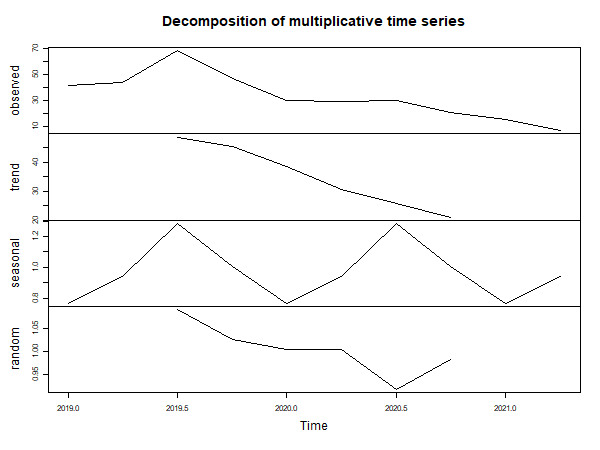 Decomposition of multiplicative time series
observed
10 30 50 70
trend
20 30 40
seasonal
0.8 1.0 1.2
random
0.95 1.00 1.05
2019.0 2019.5 2020.0 2020.5 2021.0
Time